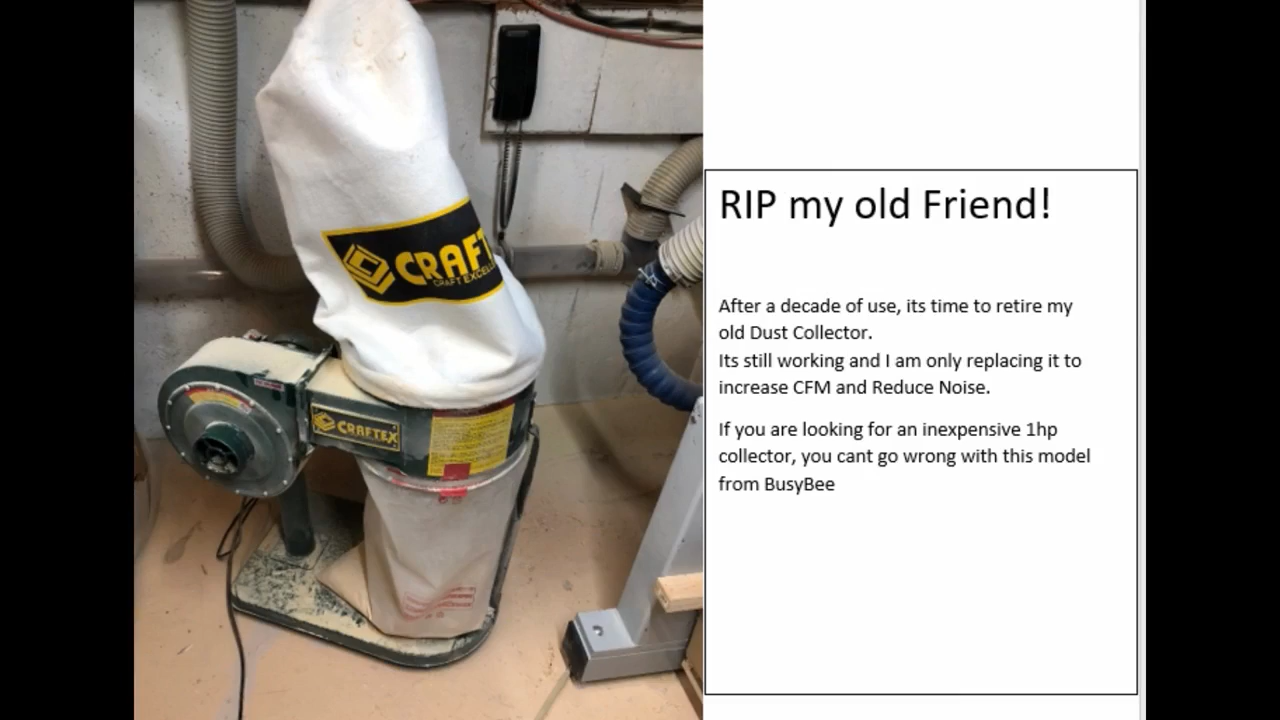 CRAFT
CRAFT EXCELL
CRAFTEX
RIP my old Friend!
After a decade of use, its time to retire my
old Dust Collector.
Its still working and I am only replacing it to
increase CFM and Reduce Noise.
If you are looking for an inexpensive 1hp
collector, you cant go wrong with this model
from BusyBee